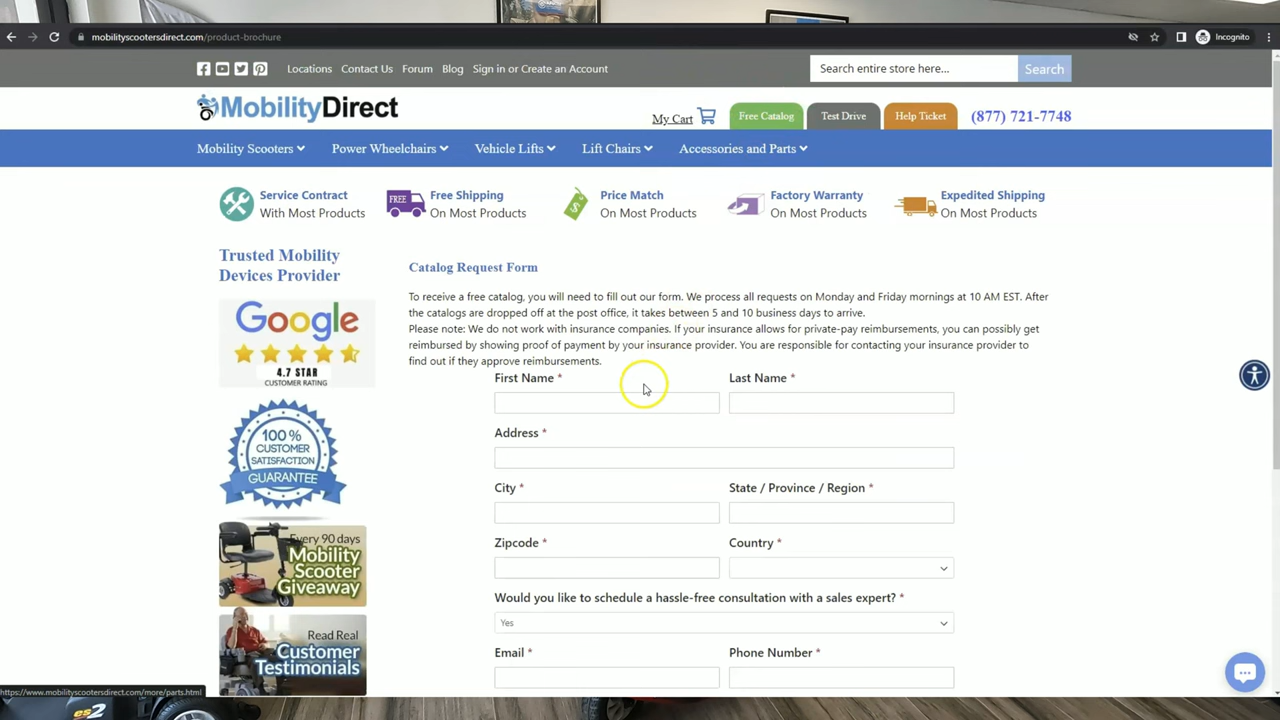 mobilityscootersdirect.com/product-brochure
Incognito
Locations Contact Us Forum Blog Sign in or Create an Account
Search entire store here... Search
MobilityDirect
My Cart Free Catalog Test Drive Help Ticket (877) 721-7748
Mobility Scooters Power Wheelchairs Vehicle Lifts Lift Chairs Accessories and Parts
Service Contract
With Most Products
FREE
Free Shipping
On Most Products
$
Price Match
On Most Products
Factory Warranty
On Most Products
Expedited Shipping
On Most Products
Trusted Mobility
Devices Provider
Google
4.7 STAR
CUSTOMER RATING
100 %
CUSTOMER
SATISFACTION
GUARANTEE
Every 90 days
Mobility
Scooter
Giveaway
Read Real
Customer
Testimonials
Catalog Request Form
To receive a free catalog, you will need to fill out our form. We process all requests on Monday and Friday mornings at 10 AM EST. After
the catalogs are dropped off at the post office, it takes between 5 and 10 business days to arrive.
Please note: We do not work with insurance companies. If your insurance allows for private-pay reimbursements, you can possibly get
reimbursed by showing proof of payment by your insurance provider. You are responsible for contacting your insurance provider to
find out if they approve reimbursements.
First Name * Last Name *
Address *
City * State / Province / Region *
Zipcode * Country *
Would you like to schedule a hassle-free consultation with a sales expert? *
Yes
Email * Phone Number *
https://www.mobilityscootersdirect.com/more/parts.html
es2